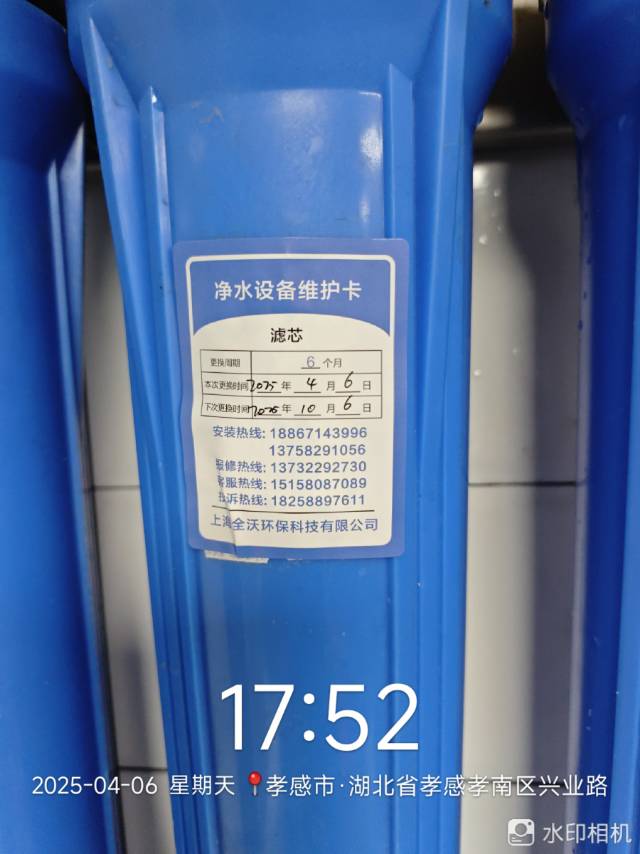 净水设备维护卡
滤芯
更换周期 6 个月
本次更换时间 2025 年 4 月 6 日
下次更换时间 2025 年 10 月 6 日
安装热线: 18867143996
13758291056
修热线: 13732292730
客服热线: 15158087089
诉热线: 18258897611
上海全沃环保科技有限公司
17:52
2025-04-06 星期天 孝感市·湖北省孝感孝南区兴业路
水印相机